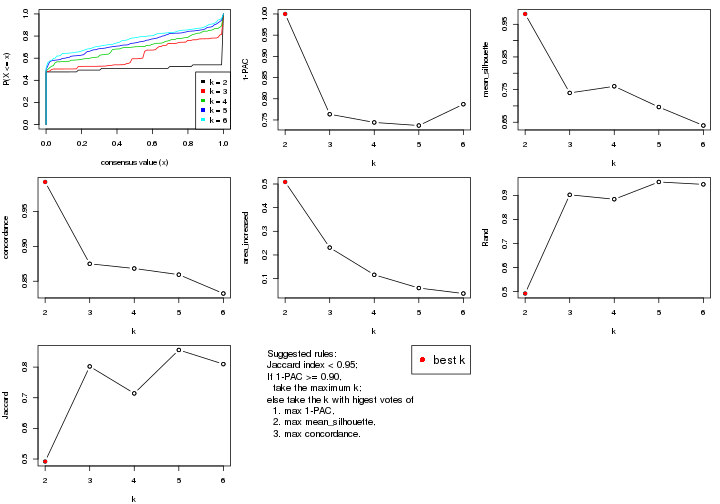 P(X <= x)
0.0 0.2 0.4 0.6 0.8 1.0
k = 2
k = 3
k = 4
k = 5
k = 6
0.0 0.2 0.4 0.6 0.8 1.0
consensus value (x)
1-PAC
0.75 0.80 0.85 0.90 0.95 1.00
2 3 4 5 6
k
mean_silhouette
0.65 0.75 0.85 0.95
2 3 4 5 6
k
concordance
0.85 0.90 0.95
2 3 4 5 6
k
area_increased
0.1 0.2 0.3 0.4 0.5
2 3 4 5 6
k
Rand
0.5 0.6 0.7 0.8 0.9
2 3 4 5 6
k
Jaccard
0.5 0.6 0.7 0.8
2 3 4 5 6
k
Suggested rules:
Jaccard index < 0.95;
If 1-PAC >= 0.90,
take the maximum k;
else take the k with higest votes of
1. max 1-PAC,
2. max mean_silhouette,
3. max concordance.
best k